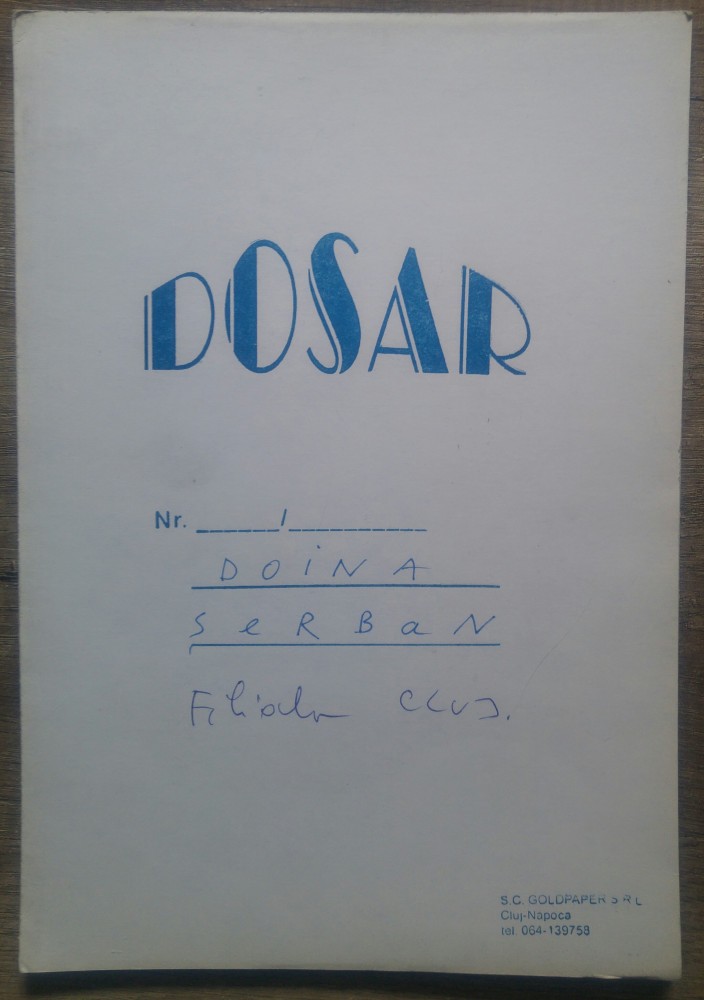 DOSAR
Nr. ______/__________
DOiNA
SeRBaN
Filiala CLUJ.
S.C. GOLDPAPER S R L
Cluj-Napoca
tel. 064-139758